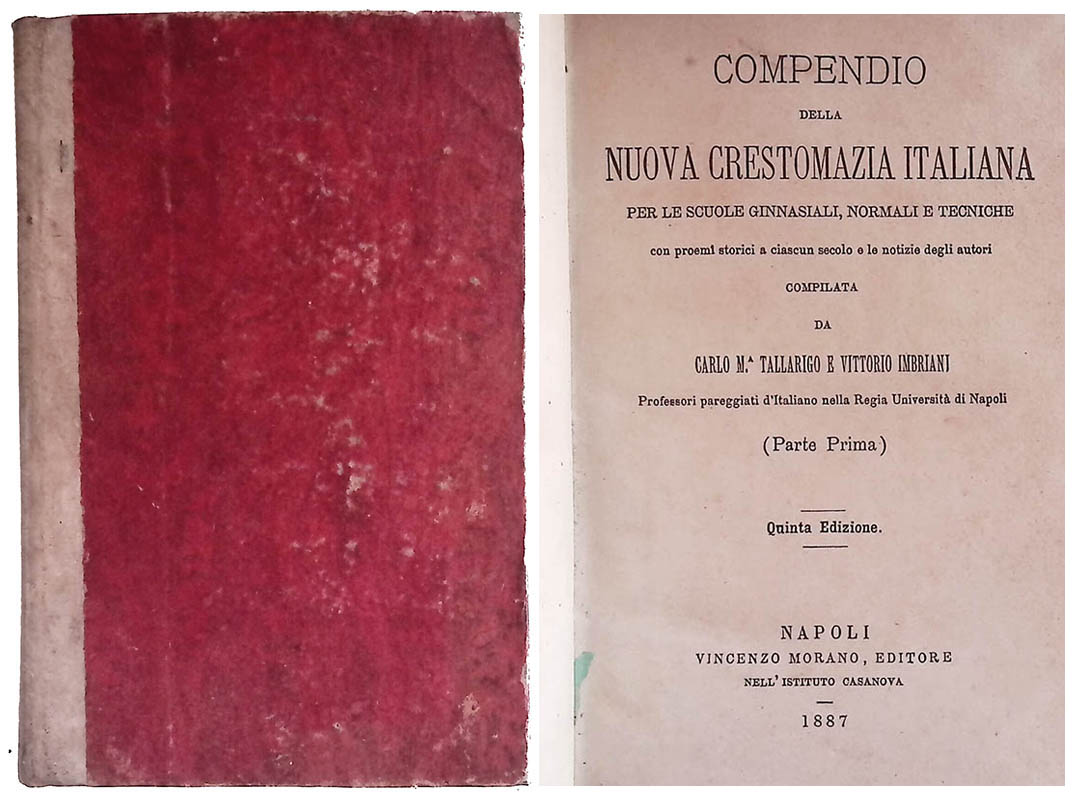 COMPENDIO
DELLA
NUOVA CRESTOMAZIA ITALIANA
PER LE SCUOLE GINNASIALI, NORMALI E TECNICHE
con proemî storici a ciascun secolo e le notizie degli autori
COMPILATA
DA
CARLO M.ᴬ TALLARIGO E VITTORIO IMBRIANI
Professori pareggiati d'Italiano nella Regia Università di Napoli
(Parte Prima)
Quinta Edizione.
NAPOLI
VINCENZO MORANO, EDITORE
NELL' ISTITUTO CASANOVA
1887